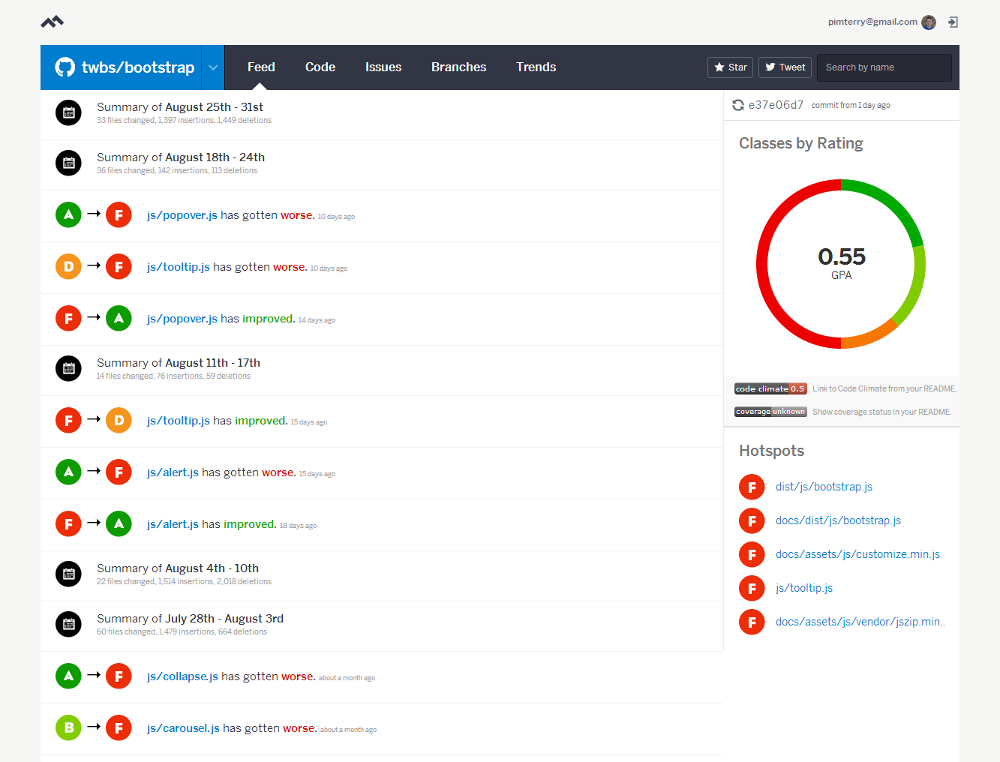 pimterry@gmail.com
twbs/bootstrap
Feed Code Issues Branches Trends
Star Tweet Search by name
Summary of August 25th - 31st
33 files changed, 1,397 insertions, 1,449 deletions
Summary of August 18th - 24th
36 files changed, 142 insertions, 113 deletions
A → F js/popover.js has gotten worse. 10 days ago
D → F js/tooltip.js has gotten worse. 10 days ago
F → A js/popover.js has improved. 14 days ago
Summary of August 11th - 17th
14 files changed, 76 insertions, 59 deletions
F → D js/tooltip.js has improved. 15 days ago
A → F js/alert.js has gotten worse. 15 days ago
F → A js/alert.js has improved. 18 days ago
Summary of August 4th - 10th
22 files changed, 1,514 insertions, 2,018 deletions
Summary of July 28th - August 3rd
60 files changed, 1,479 insertions, 664 deletions
A → F js/collapse.js has gotten worse. about a month ago
B → F js/carousel.js has gotten worse. about a month ago
e37e06d7 commit from 1 day ago
Classes by Rating
0.55
GPA
code climate 0.5 Link to Code Climate from your README.
coverage unknown Show coverage status in your README.
Hotspots
F dist/js/bootstrap.js
F docs/dist/js/bootstrap.js
F docs/assets/js/customize.min.js
F js/tooltip.js
F docs/assets/js/vendor/jszip.min..